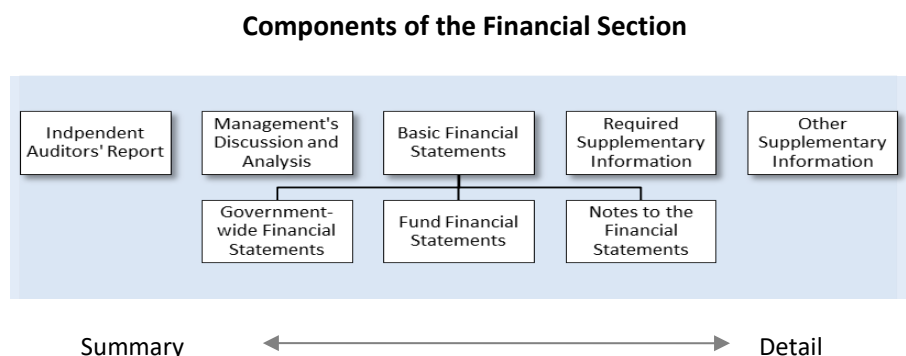 Components of the Financial Section
Indpendent
Auditors' Report
Management's
Discussion and
Analysis
Basic Financial
Statements
Required
Supplementary
Information
Other
Supplementary
Information
Government-
wide Financial
Statements
Fund Financial
Statements
Notes to the
Financial
Statements
Summary
Detail